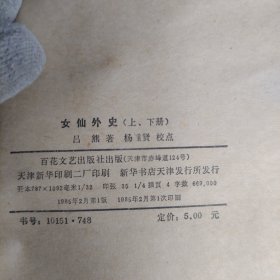 女仙外史(上、下册)
吕熊著 杨 贤 校点
百花文艺出版社出版(天津市赤峰道124号)
天津新华印刷二厂印刷 新华书店天津发行所发行
开本787×1092毫米1/32 印张 35 1/4 插页 4 字数 669,000
1985年2月第1版 1985年2月第1次印刷
书号:10151·748 定价:5.00元